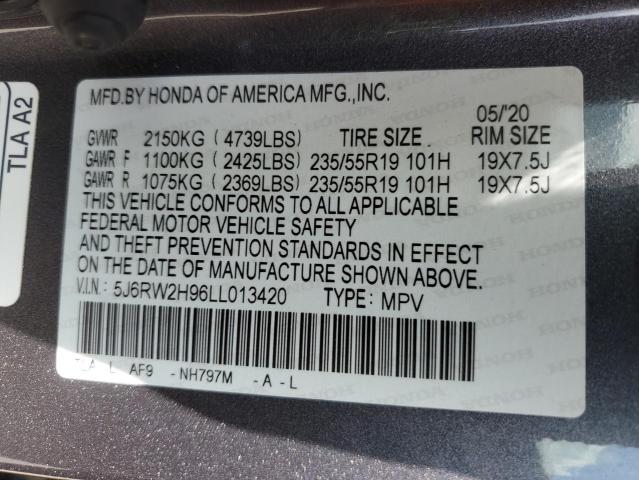 TLA A2
MFD.BY HONDA OF AMERICA MFG.,INC.
05/'20
GVWR 2150KG (4739LBS) TIRE SIZE RIM SIZE
GAWR F 1100KG (2425LBS) 235/55R19 101H 19X7.5J
GAWR R 1075KG (2369LBS) 235/55R19 101H 19X7.5J
THIS VEHICLE CONFORMS TO ALL APPLICABLE
FEDERAL MOTOR VEHICLE SAFETY
AND THEFT PREVENTION STANDARDS IN EFFECT
ON THE DATE OF MANUFACTURE SHOWN ABOVE.
V.I.N.: 5J6RW2H96LL013420 TYPE: MPV
TLA - L AF9 - NH797M - A - L
HONDA